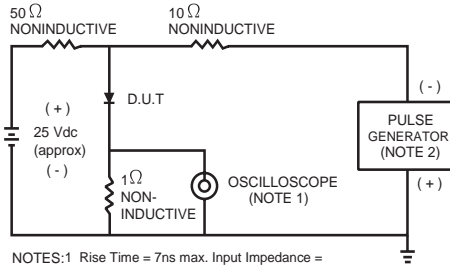 50 Ω
NONINDUCTIVE
10 Ω
NONINDUCTIVE
D.U.T
(+)
25 Vdc
(approx)
(-)
1Ω
NON-
INDUCTIVE
OSCILLOSCOPE
(NOTE 1)
(-)
PULSE
GENERATOR
(NOTE 2)
(+)
NOTES:1 Rise Time = 7ns max. Input Impedance =